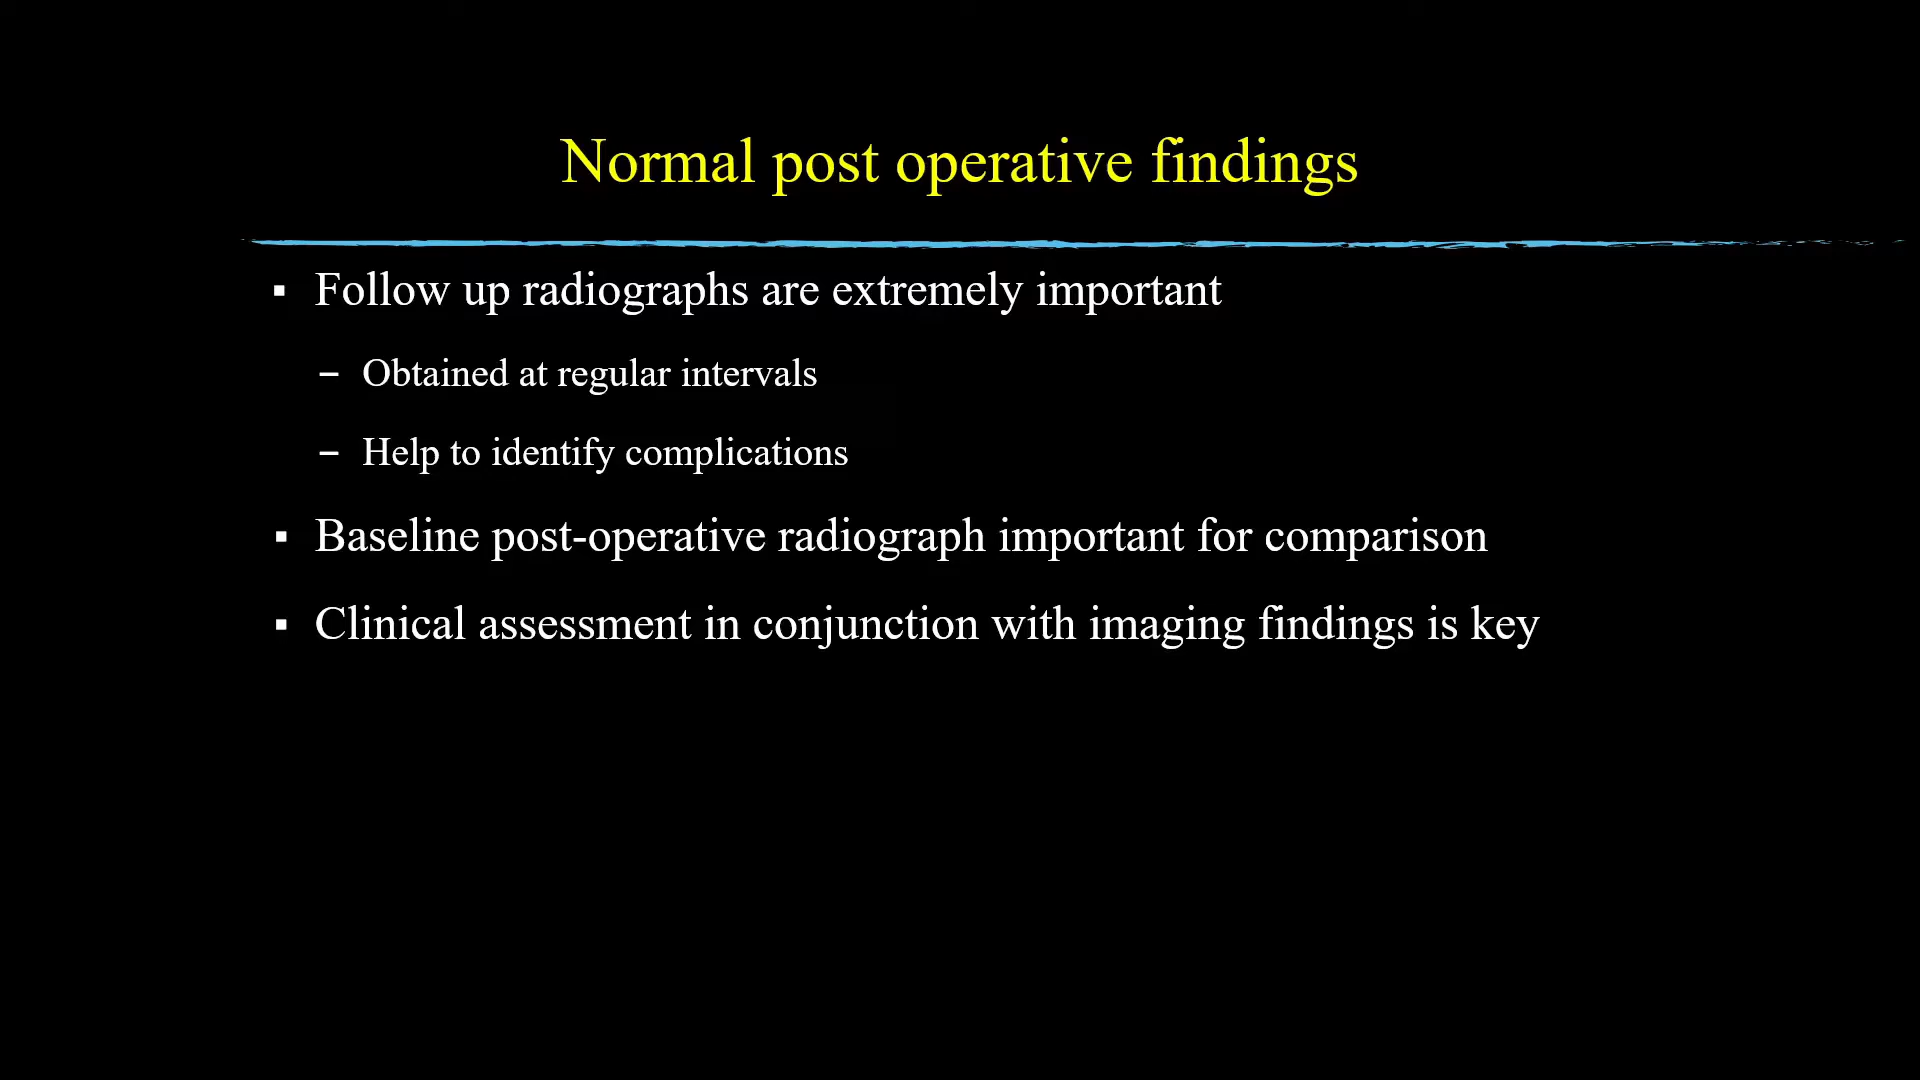 Normal post operative findings
▪ Follow up radiographs are extremely important
– Obtained at regular intervals
– Help to identify complications
▪ Baseline post-operative radiograph important for comparison
▪ Clinical assessment in conjunction with imaging findings is key